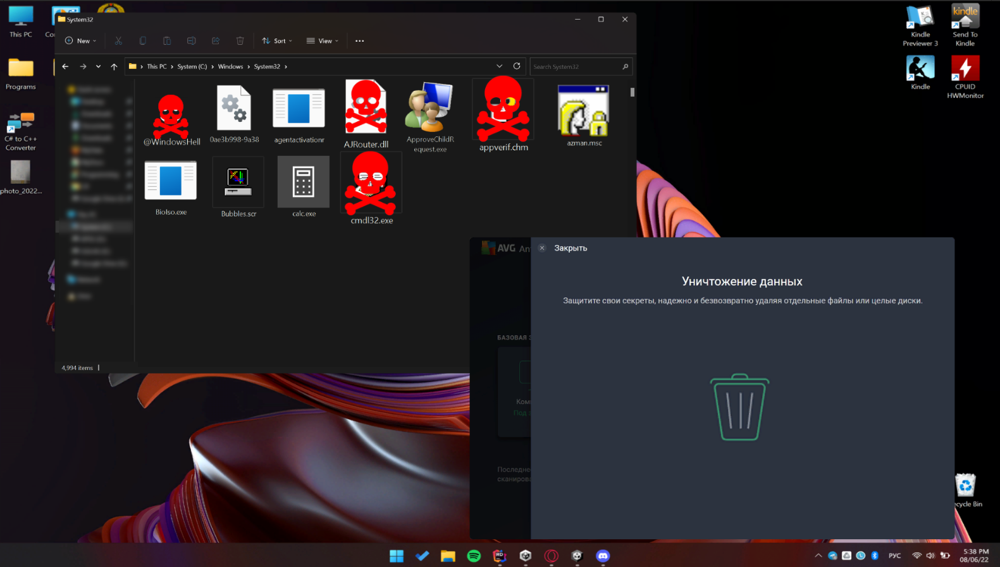 This PC
Programs
C# to C++
Converter
photo_2022...
System32
New
Sort
View
This PC
System (C:)
Windows
System32
Search System32
@WindowsHell
0ae3b998-9a38
agentactivationr
AJRouter.dll
ApproveChildR
equest.exe
appverif.chm
azman.msc
BioIso.exe
Bubbles.scr
calc.exe
cmdl32.exe
4,994 items
Kindle
Previewer 3
kindle
Send To
Kindle
Kindle
CPUID
HWMonitor
AVG An
Закрыть
Уничтожение данных
Защитите свои секреты, надежно и безвозвратно удаляя отдельные файлы или целые диски.
БАЗОВАЯ З
Ком
Под з
Последне
сканирова
ecycle Bin
RD
РУС
5:38 PM
08/06/22